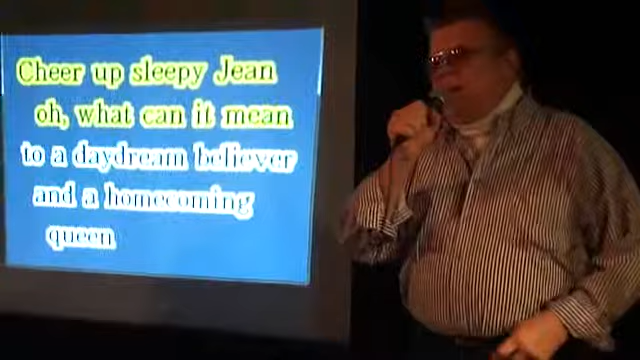 Cheer up sleepy Jean
oh, what can it mean
to a daydream believer
and a homecoming
queen